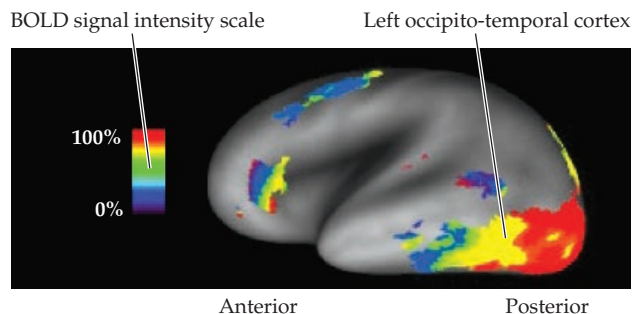 BOLD signal intensity scale
Left occipito-temporal cortex
100%
0%
Anterior
Posterior